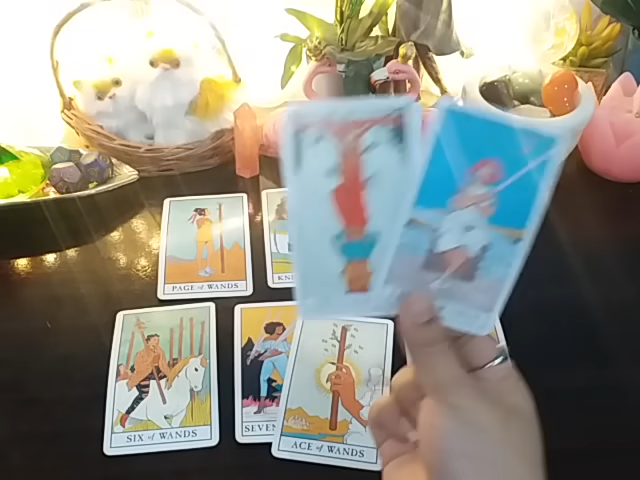 PAGE of WANDS
KN
SIX of WANDS
SEVEN
ACE of WANDS